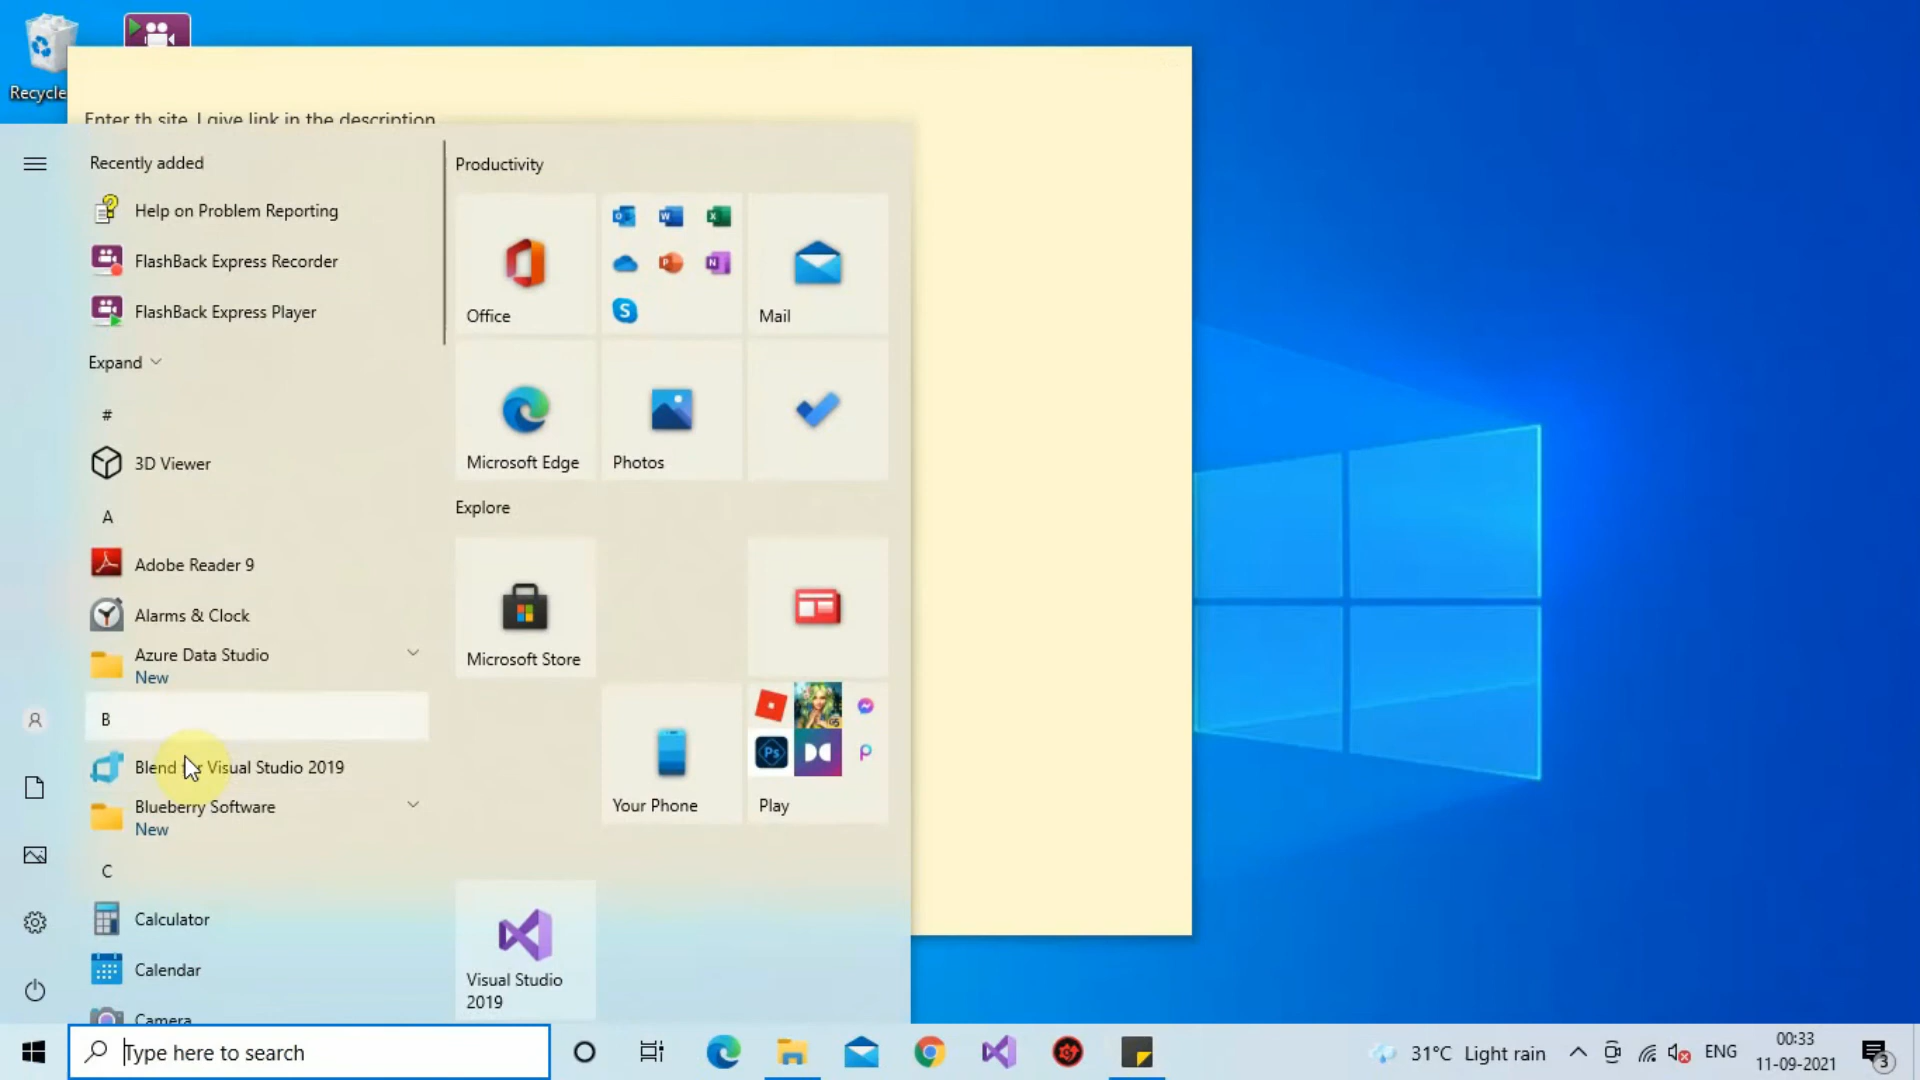 Recycle
Enter th site, I give link in the description
Recently added
Help on Problem Reporting
FlashBack Express Recorder
FlashBack Express Player
Expand
#
3D Viewer
A
Adobe Reader 9
Alarms & Clock
Azure Data Studio
New
B
Blend for Visual Studio 2019
Blueberry Software
New
C
Calculator
Calendar
Camera
Productivity
Office
Mail
Microsoft Edge
Photos
Explore
Microsoft Store
Your Phone
Play
Visual Studio
2019
Type here to search
31°C Light rain
ENG
00:33
11-09-2021
3